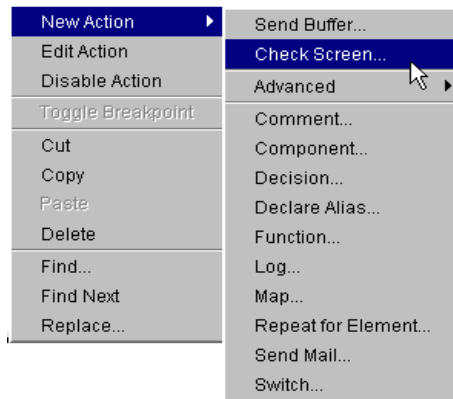 New Action
Edit Action
Disable Action
Toggle Breakpoint
Cut
Copy
Paste
Delete
Find...
Find Next
Replace...
Send Buffer...
Check Screen...
Advanced
Comment...
Component...
Decision...
Declare Alias...
Function...
Log...
Map...
Repeat for Element...
Send Mail...
Switch...